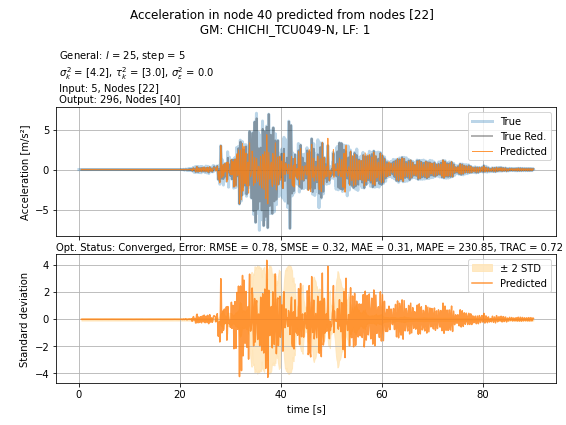 Acceleration in node 40 predicted from nodes [22]
GM: CHICHI_TCU049-N, LF: 1
General: l = 25, step = 5
σ²ₖ = [4.2], τ²ₖ = [3.0], σ²ε = 0.0
Input: 5, Nodes [22]
Output: 296, Nodes [40]
True
True Red.
Predicted
Acceleration [m/s²]
5
0
−5
Opt. Status: Converged, Error: RMSE = 0.78, SMSE = 0.32, MAE = 0.31, MAPE = 230.85, TRAC = 0.72
± 2 STD
Predicted
Standard deviation
4
2
0
−2
−4
0 20 40 60 80
time [s]